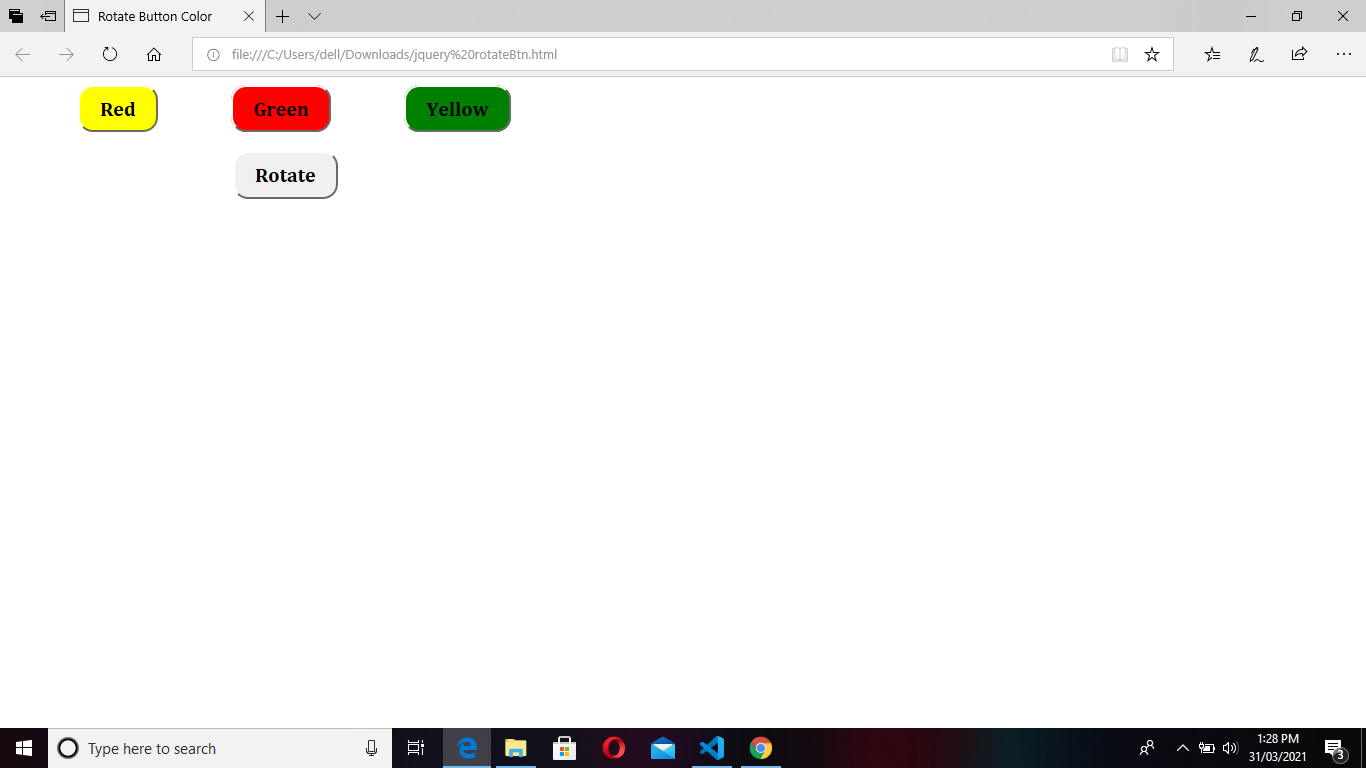 Rotate Button Color
file:///C:/Users/dell/Downloads/jquery%20rotateBtn.html
Red Green Yellow
Rotate
Type here to search
1:28 PM
31/03/2021
3